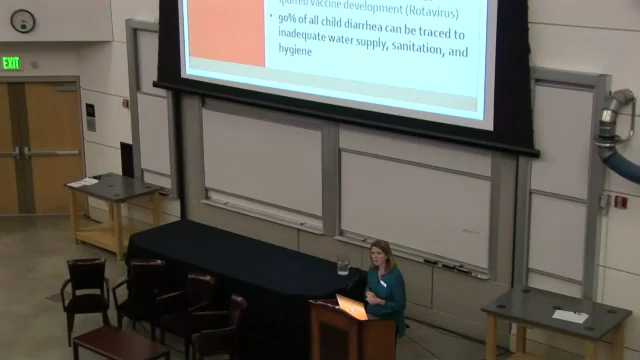 spurred vaccine development (Rotavirus)
• 90% of all child diarrhea can be traced to
inadequate water supply, sanitation, and
hygiene
EXIT